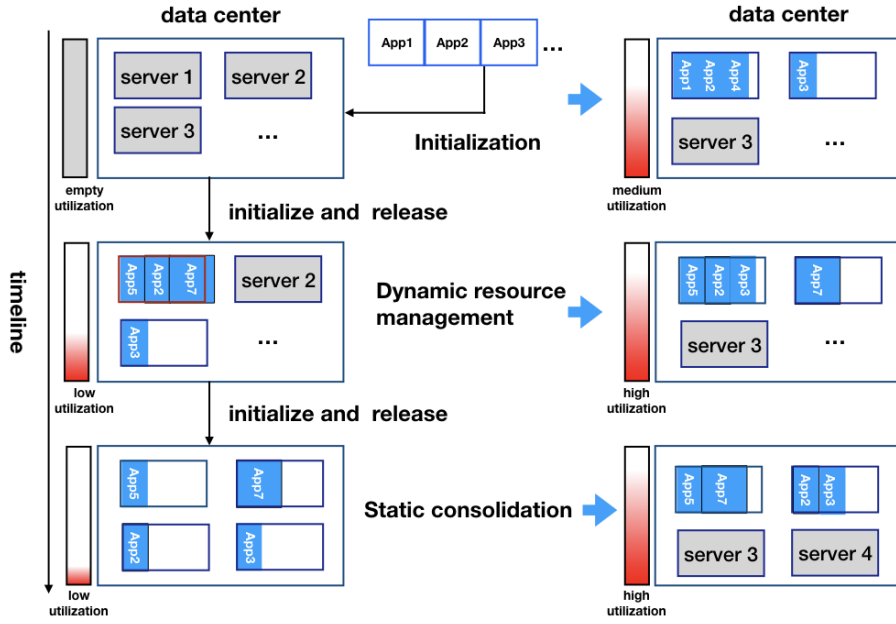 data center
data center
App1 App2 App3 ...
server 1 server 2
server 3 ...
empty
utilization
Initialization
App1 App2 App4 App3
server 3 ...
medium
utilization
timeline
initialize and release
App5 App2 App7 server 2
App3 ...
low
utilization
Dynamic resource
management
App5 App2 App3 App7
server 3 ...
high
utilization
initialize and release
App5 App7
App2 App3
low
utilization
Static consolidation
App5 App7 App2 App3
server 3 server 4
high
utilization